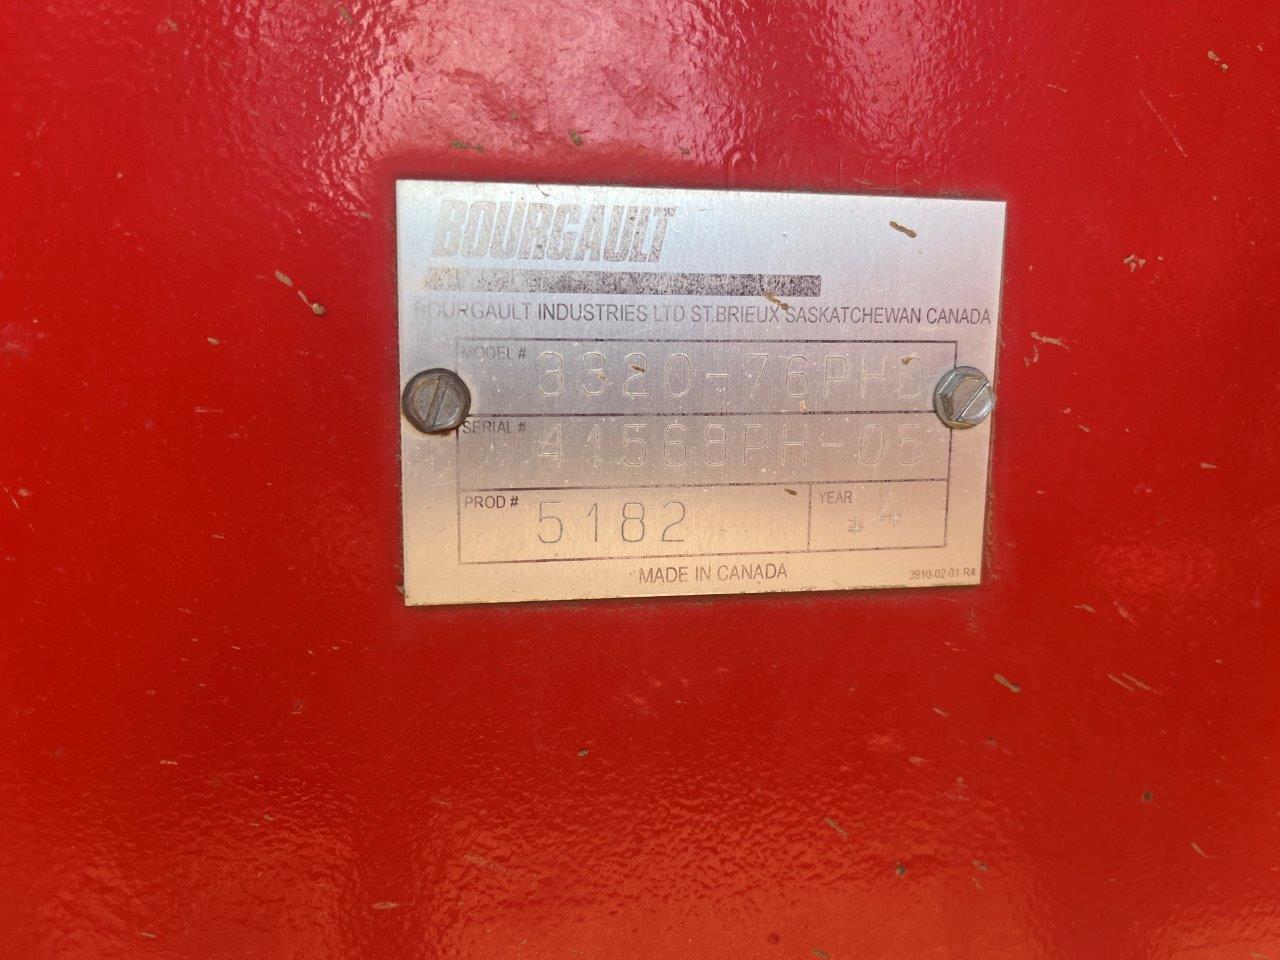 BOURGAULT
BOURGAULT INDUSTRIES LTD ST.BRIEUX SASKATCHEWAN CANADA
MODEL # 3320-76PHD
SERIAL # 41568PH-05
PROD # 5182 YEAR 14
MADE IN CANADA 3910-02-01-R4